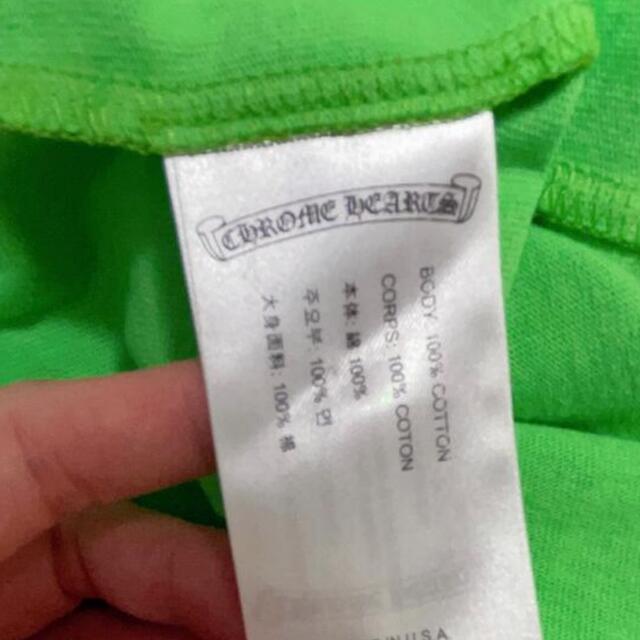 CHROME HEARTS
BODY: 100% COTTON
CORPS: 100% COTON
本体: 綿 100%
주요부: 100% 면
大身面料: 100% 棉
USA